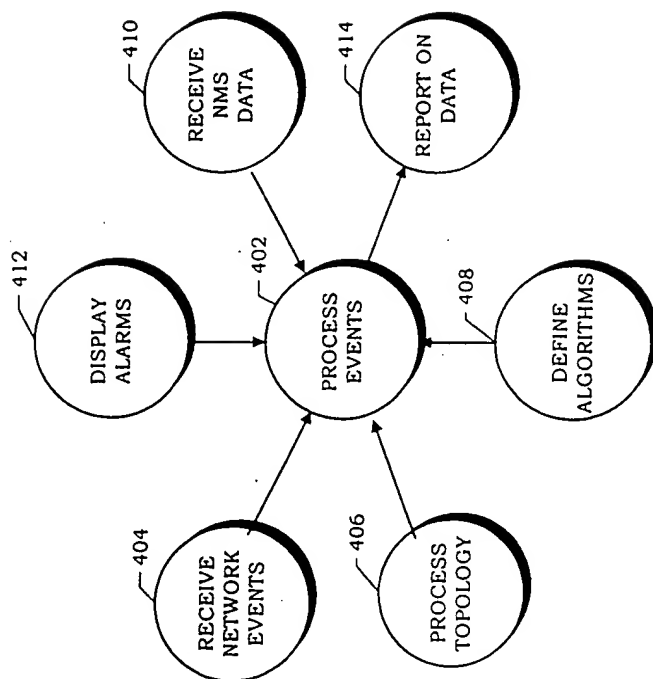 410
RECEIVE
NMS
DATA
414
REPORT ON
DATA
412
DISPLAY
ALARMS
402
PROCESS
EVENTS
408
DEFINE
ALGORITHMS
404
RECEIVE
NETWORK
EVENTS
406
PROCESS
TOPOLOGY